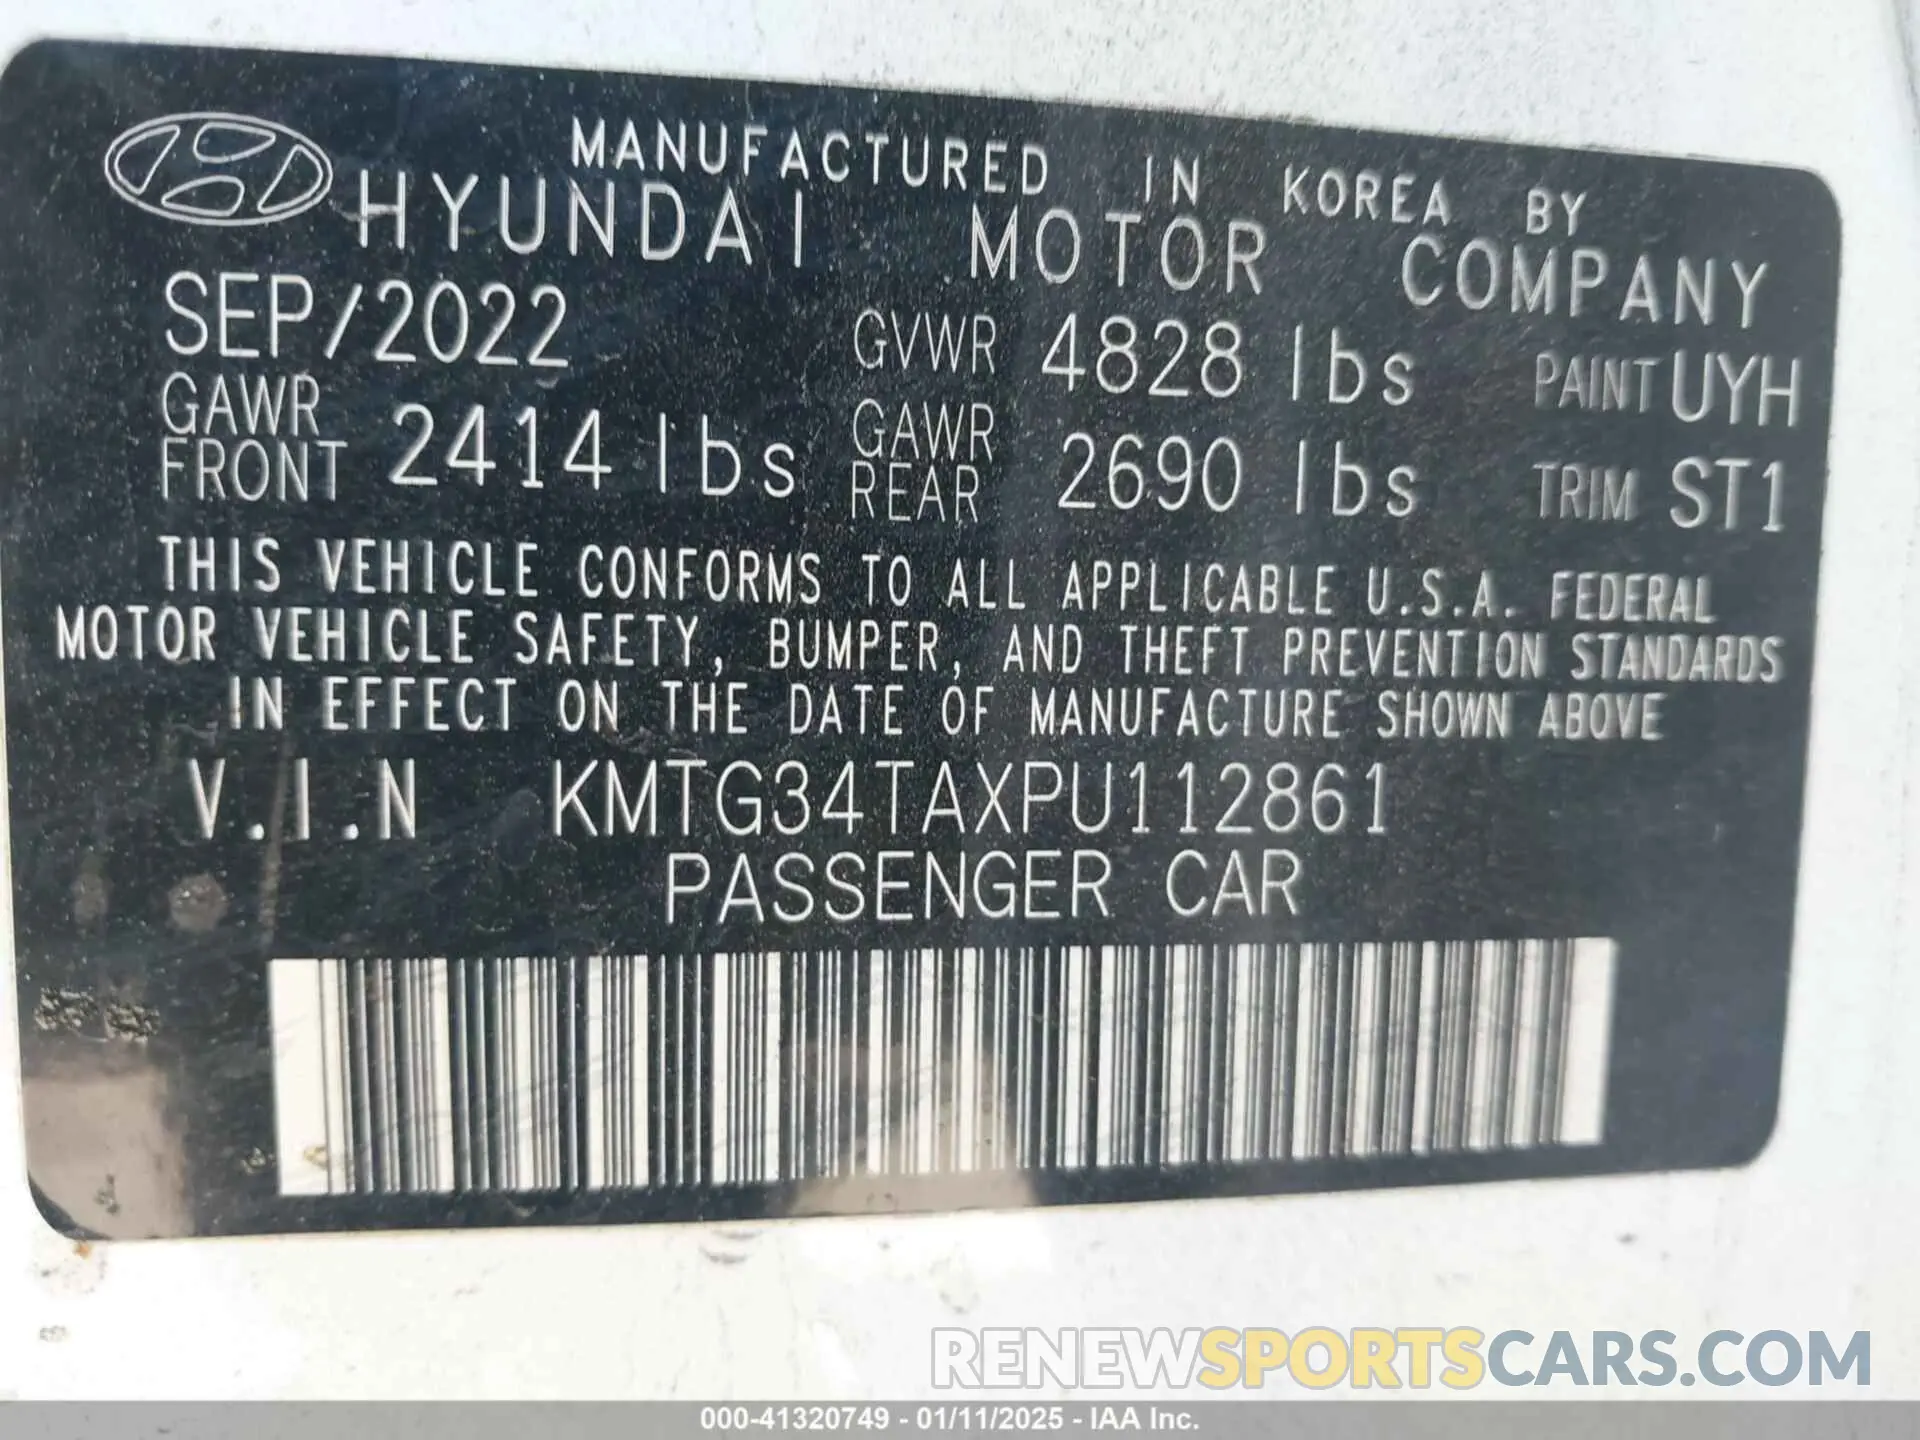 MANUFACTURED IN KOREA BY
HYUNDAI MOTOR COMPANY
SEP/2022 GVWR 4828 lbs PAINT UYH
GAWR FRONT 2414 lbs GAWR REAR 2690 lbs TRIM ST1
THIS VEHICLE CONFORMS TO ALL APPLICABLE U.S.A. FEDERAL
MOTOR VEHICLE SAFETY, BUMPER, AND THEFT PREVENTION STANDARDS
IN EFFECT ON THE DATE OF MANUFACTURE SHOWN ABOVE
V.I.N KMTG34TAXPU112861
PASSENGER CAR
RENEWSPORTSCARS.COM
000-41320749 - 01/11/2025 - IAA Inc.